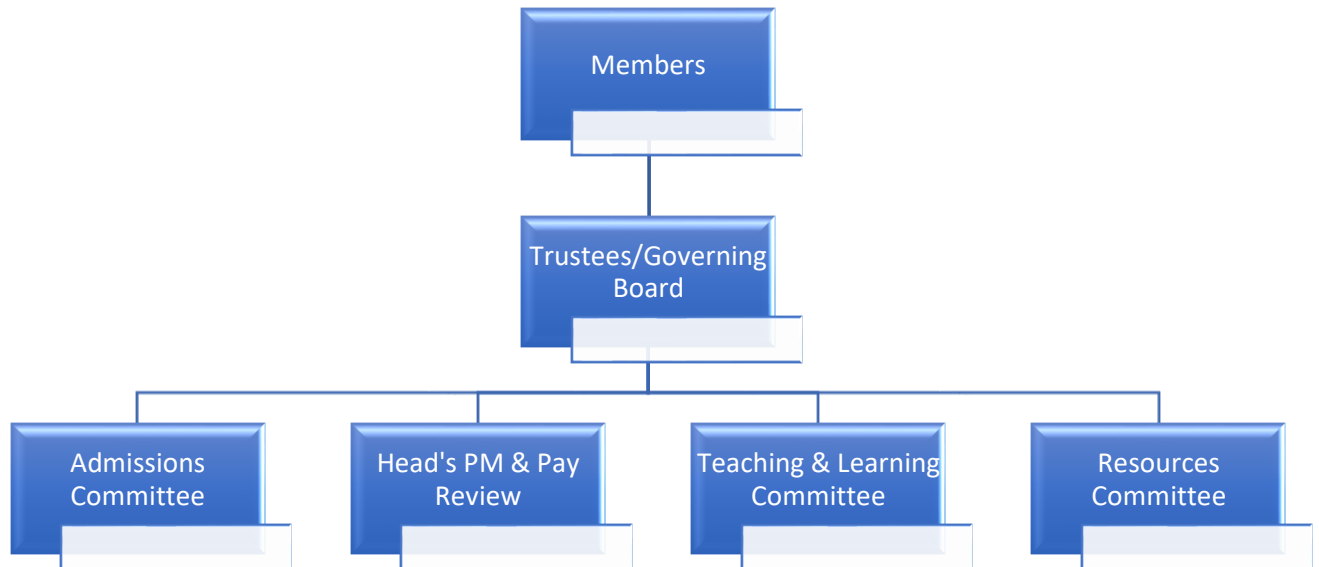 Members
Trustees/Governing
Board
Admissions
Committee
Head's PM & Pay
Review
Teaching & Learning
Committee
Resources
Committee